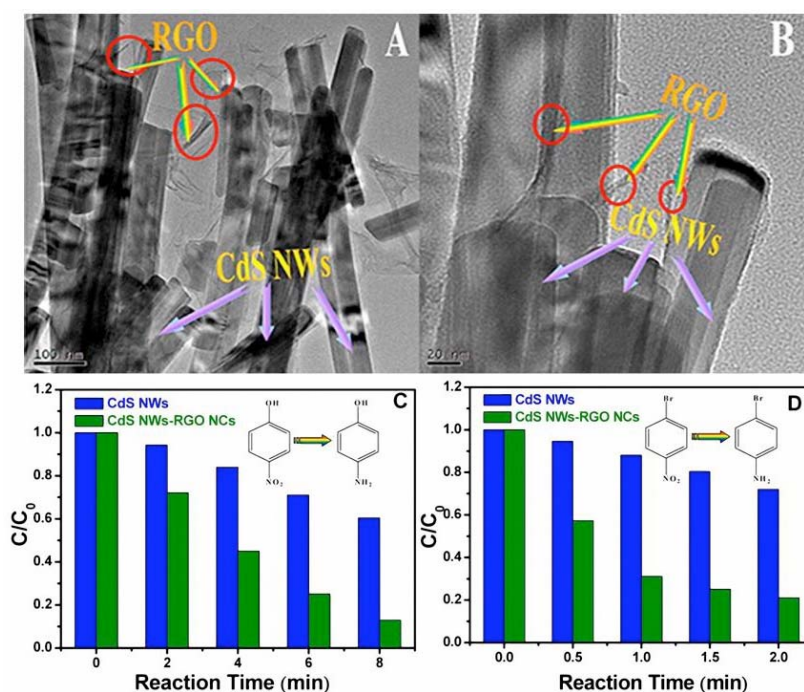 A
RGO
CdS NWs
100 nm
B
RGO
CdS NWs
20 nm
C
CdS NWs
CdS NWs-RGO NCs
OH
OH
NO₂
NH₂
C/C₀
1.2
1.0
0.8
0.6
0.4
0.2
0.0
0 2 4 6 8
Reaction Time (min)
D
CdS NWs
CdS NWs-RGO NCs
Br
Br
NO₂
NH₂
C/C₀
1.2
1.0
0.8
0.6
0.4
0.2
0.0
0.0 0.5 1.0 1.5 2.0
Reaction Time (min)